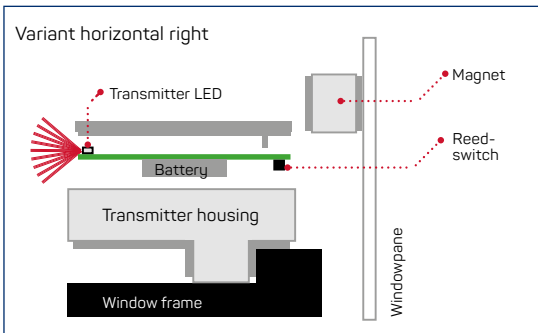 Variant horizontal right
Transmitter LED
Magnet
Reed-
switch
Battery
Transmitter housing
Windowpane
Window frame